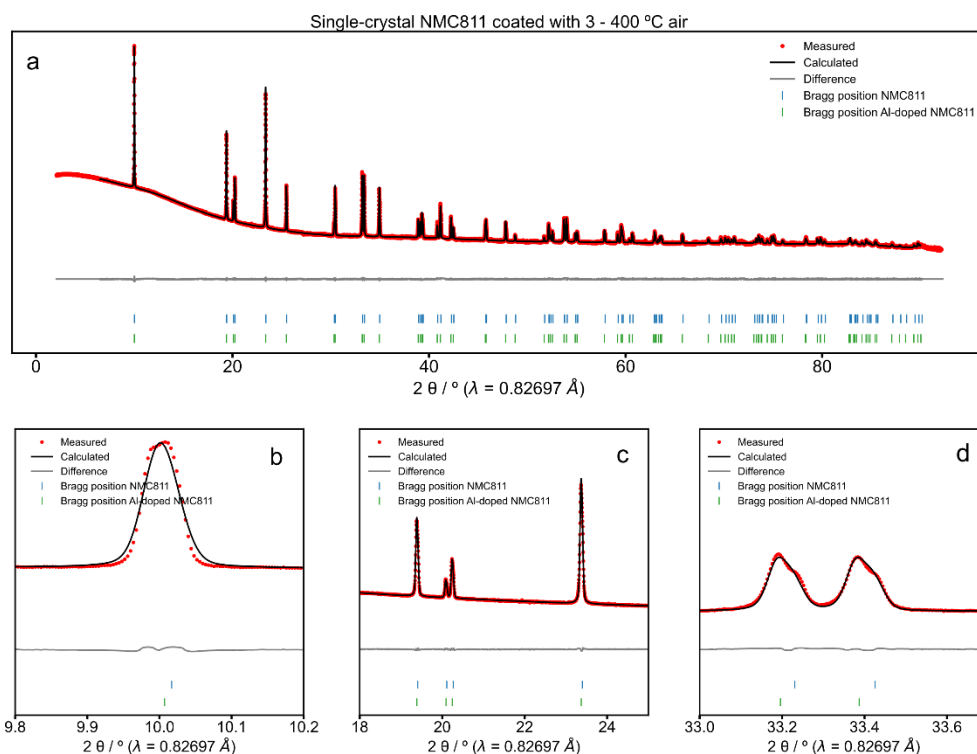 Single-crystal NMC811 coated with 3 - 400 ºC air
a
Measured
Calculated
Difference
Bragg position NMC811
Bragg position Al-doped NMC811
0 20 40 60 80
2 θ / º (λ = 0.82697 Å)
b
Measured
Calculated
Difference
Bragg position NMC811
Bragg position Al-doped NMC811
9.8 9.9 10.0 10.1 10.2
2 θ / º (λ = 0.82697 Å)
c
Measured
Calculated
Difference
Bragg position NMC811
Bragg position Al-doped NMC811
18 20 22 24
2 θ / º (λ = 0.82697 Å)
d
Measured
Calculated
Difference
Bragg position NMC811
Bragg position Al-doped NMC811
33.0 33.2 33.4 33.6
2 θ / º (λ = 0.82697 Å)